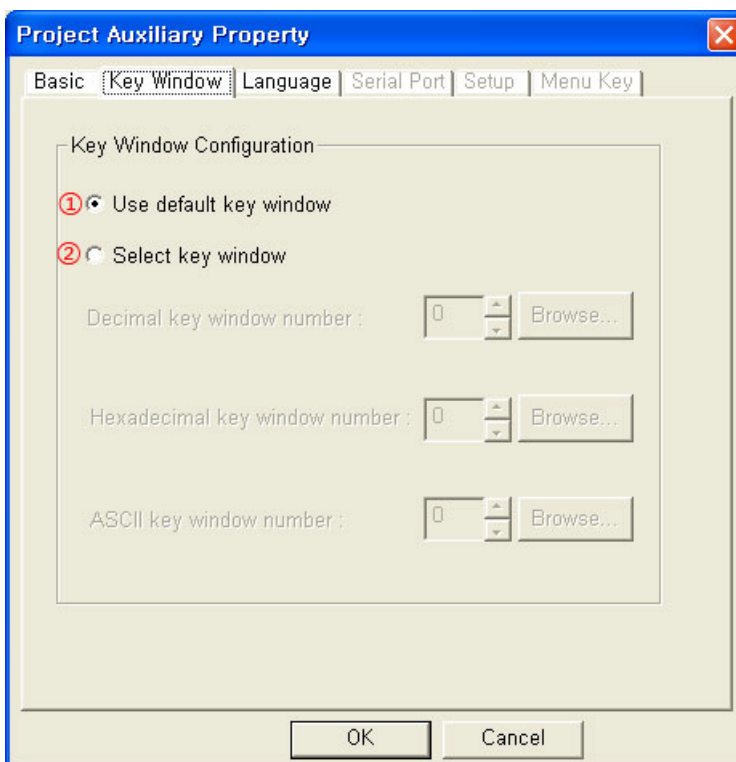 Project Auxiliary Property
Basic Key Window Language Serial Port Setup Menu Key
Key Window Configuration
① Use default key window
② Select key window
Decimal key window number : 0 Browse...
Hexadecimal key window number : 0 Browse...
ASCII key window number : 0 Browse...
OK Cancel